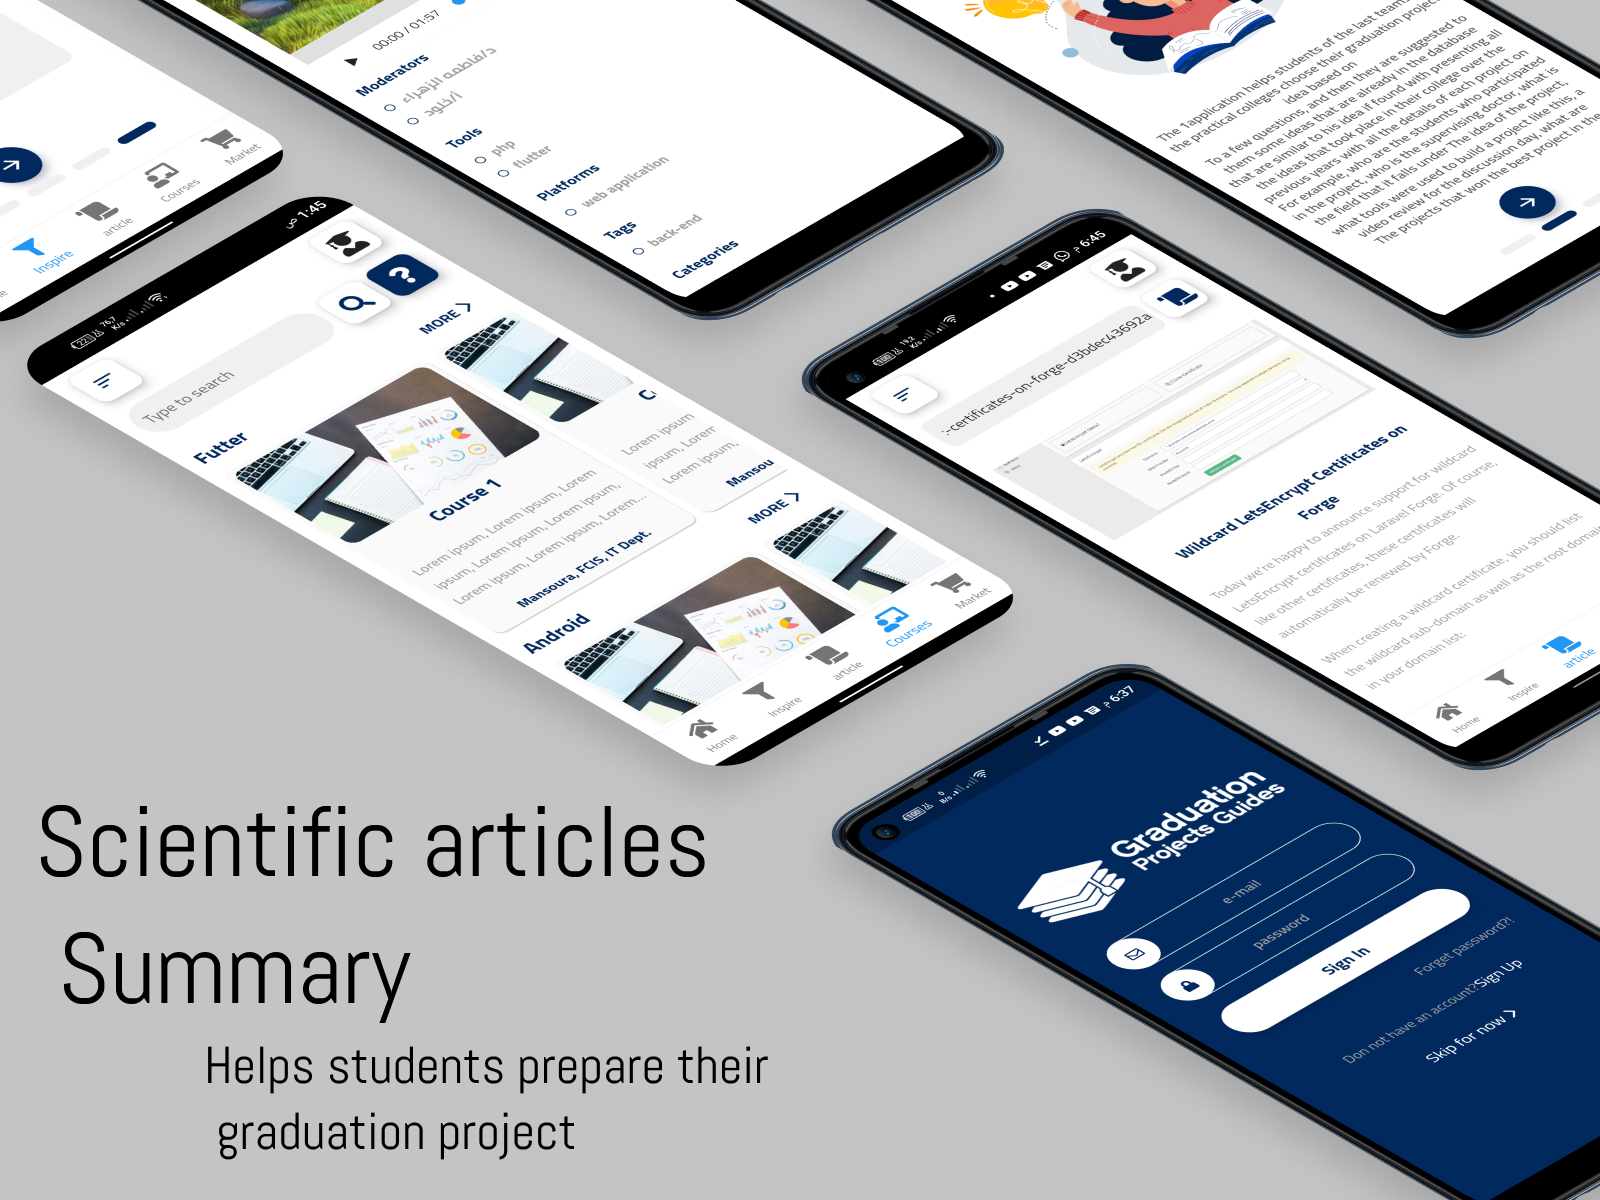 Inspire
article
Courses
Market
00:00 / 01:57
Moderators
د/فاطمه الزهراء
أ/خلود
Tools
php
flutter
Platforms
web application
Tags
back-end
Categories
The 1application helps students of the last teams
the practical colleges choose their graduation project
idea based on
To a few questions, and then they are suggested to
them some ideas that are already in the database
that are similar to his idea if found with presenting all
the ideas that took place in their college over the
previous years with all the details of each project on
For example, who are the students who participated
in the project, who is the supervising doctor, what is
the field that it falls under The idea of the project,
what tools were used to build a project like this, a
video review for the discussion day, what are
The projects that won the best project in the
1:45
76,7
K/s
22
Type to search
Futter
MORE
Course 1
Lorem ipsum, Lorem ipsum, Lorem
ipsum, Lorem ipsum, Lorem ipsum,
Lorem ipsum, Lorem ipsum, Lorem...
Mansoura, FCIS, IT Dept.
C
Lorem ipsum
ipsum, Loren
Lorem ipsum,
Mansou
Android
MORE
Home
Inspire
article
Courses
Market
6:45
19,2
K/s
100
:-certificates-on-forge-d3bdec43692a
Wildcard LetsEncrypt Certificates on
Forge
Today we're happy to announce support for wildcard
LetsEncrypt certificates on Laravel Forge. Of course,
like other certificates, these certificates will
automatically be renewed by Forge.
When creating a wildcard certificate, you should list
the wildcard sub-domain as well as the root domain
in your domain list:
Home
Inspire
article
6:37
0
B/s
100
Graduation
Projects Guides
e-mail
password
Sign In
Forget password?!
Don not have an account?Sign Up
Skip for now
Scientific articles
Summary
Helps students prepare their
graduation project